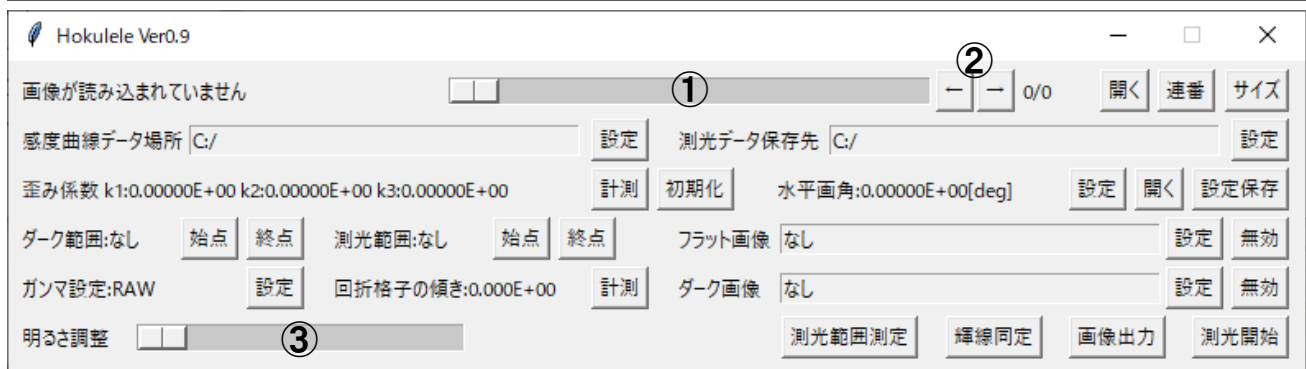 Hokulele Ver0.9
②
画像が読み込まれていません ① ← → 0/0 開く 連番 サイズ
感度曲線データ場所 C:/ 設定 測光データ保存先 C:/ 設定
歪み係数 k1:0.00000E+00 k2:0.00000E+00 k3:0.00000E+00 計測 初期化 水平画角:0.00000E+00[deg] 設定 開く 設定保存
ダーク範囲:なし 始点 終点 測光範囲:なし 始点 終点 フラット画像 なし 設定 無効
ガンマ設定:RAW 設定 回折格子の傾き:0.000E+00 計測 ダーク画像 なし 設定 無効
明るさ調整 ③ 測光範囲測定 輝線同定 画像出力 測光開始